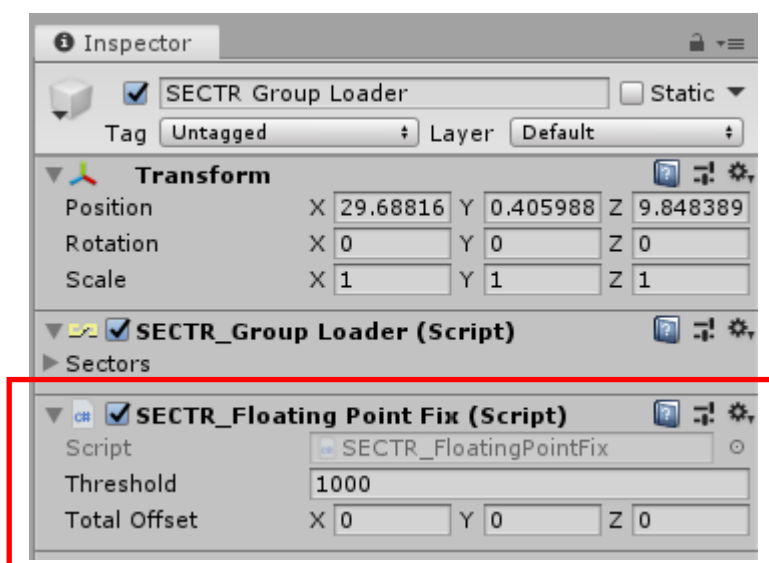 Inspector
SECTR Group Loader Static
Tag Untagged Layer Default
Transform
Position X 29.68816 Y 0.405988 Z 9.848389
Rotation X 0 Y 0 Z 0
Scale X 1 Y 1 Z 1
SECTR_Group Loader (Script)
Sectors
C# SECTR_Floating Point Fix (Script)
Script SECTR_FloatingPointFix
Threshold 1000
Total Offset X 0 Y 0 Z 0